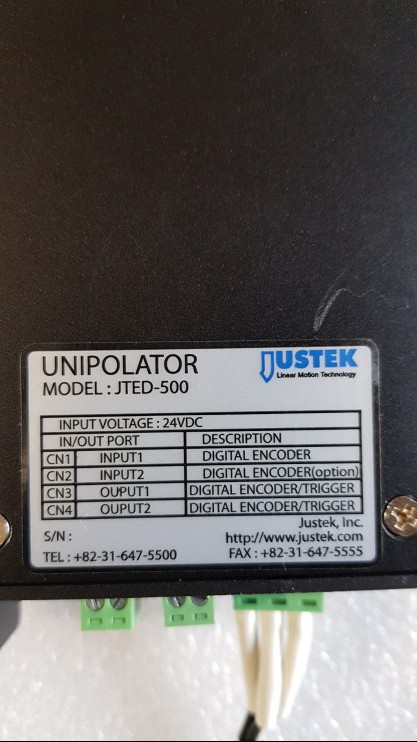 UNIPOLATOR
JUSTEK
Linear Motion Technology
MODEL : JTED-500
INPUT VOLTAGE : 24VDC
IN/OUT PORT DESCRIPTION
CN1 INPUT1 DIGITAL ENCODER
CN2 INPUT2 DIGITAL ENCODER(option)
CN3 OUPUT1 DIGITAL ENCODER/TRIGGER
CN4 OUPUT2 DIGITAL ENCODER/TRIGGER
Justek, Inc.
S/N : http://www.justek.com
TEL : +82-31-647-5500 FAX : +82-31-647-5555